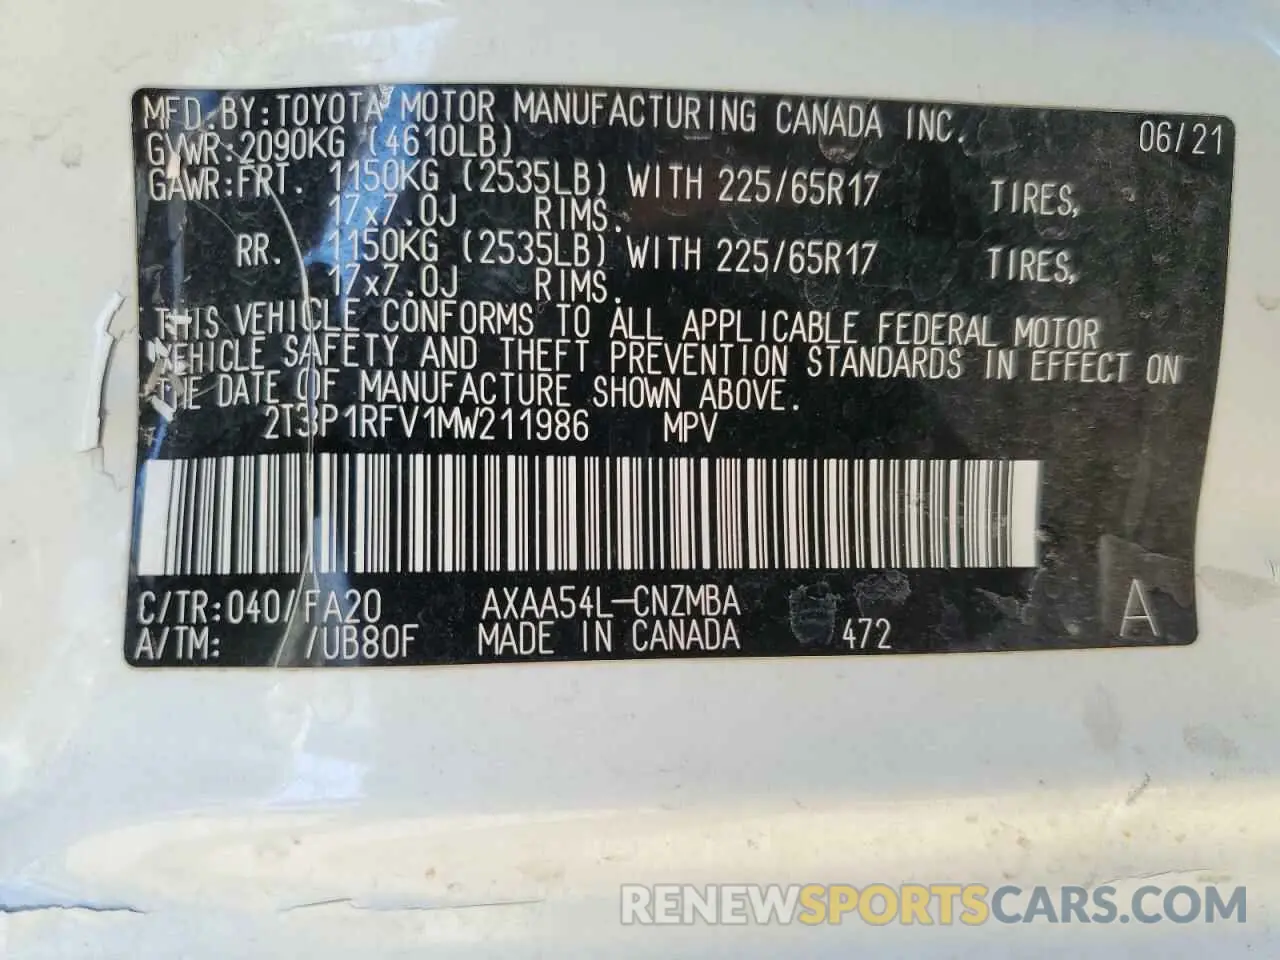 MFD. BY: TOYOTA MOTOR MANUFACTURING CANADA INC. 06/21
GVWR: 2090KG (4610LB)
GAWR: FRT. 1150KG (2535LB) WITH 225/65R17 TIRES,
17x7.0J RIMS.
RR. 1150KG (2535LB) WITH 225/65R17 TIRES,
17x7.0J RIMS.
THIS VEHICLE CONFORMS TO ALL APPLICABLE FEDERAL MOTOR
VEHICLE SAFETY AND THEFT PREVENTION STANDARDS IN EFFECT ON
THE DATE OF MANUFACTURE SHOWN ABOVE.
2T3P1RFV1MW211986 MPV
C/TR: 040/FA20 AXAA54L-CNZMBA A
A/TM: /UB80F MADE IN CANADA 472
RENEWSPORTSCARS.COM